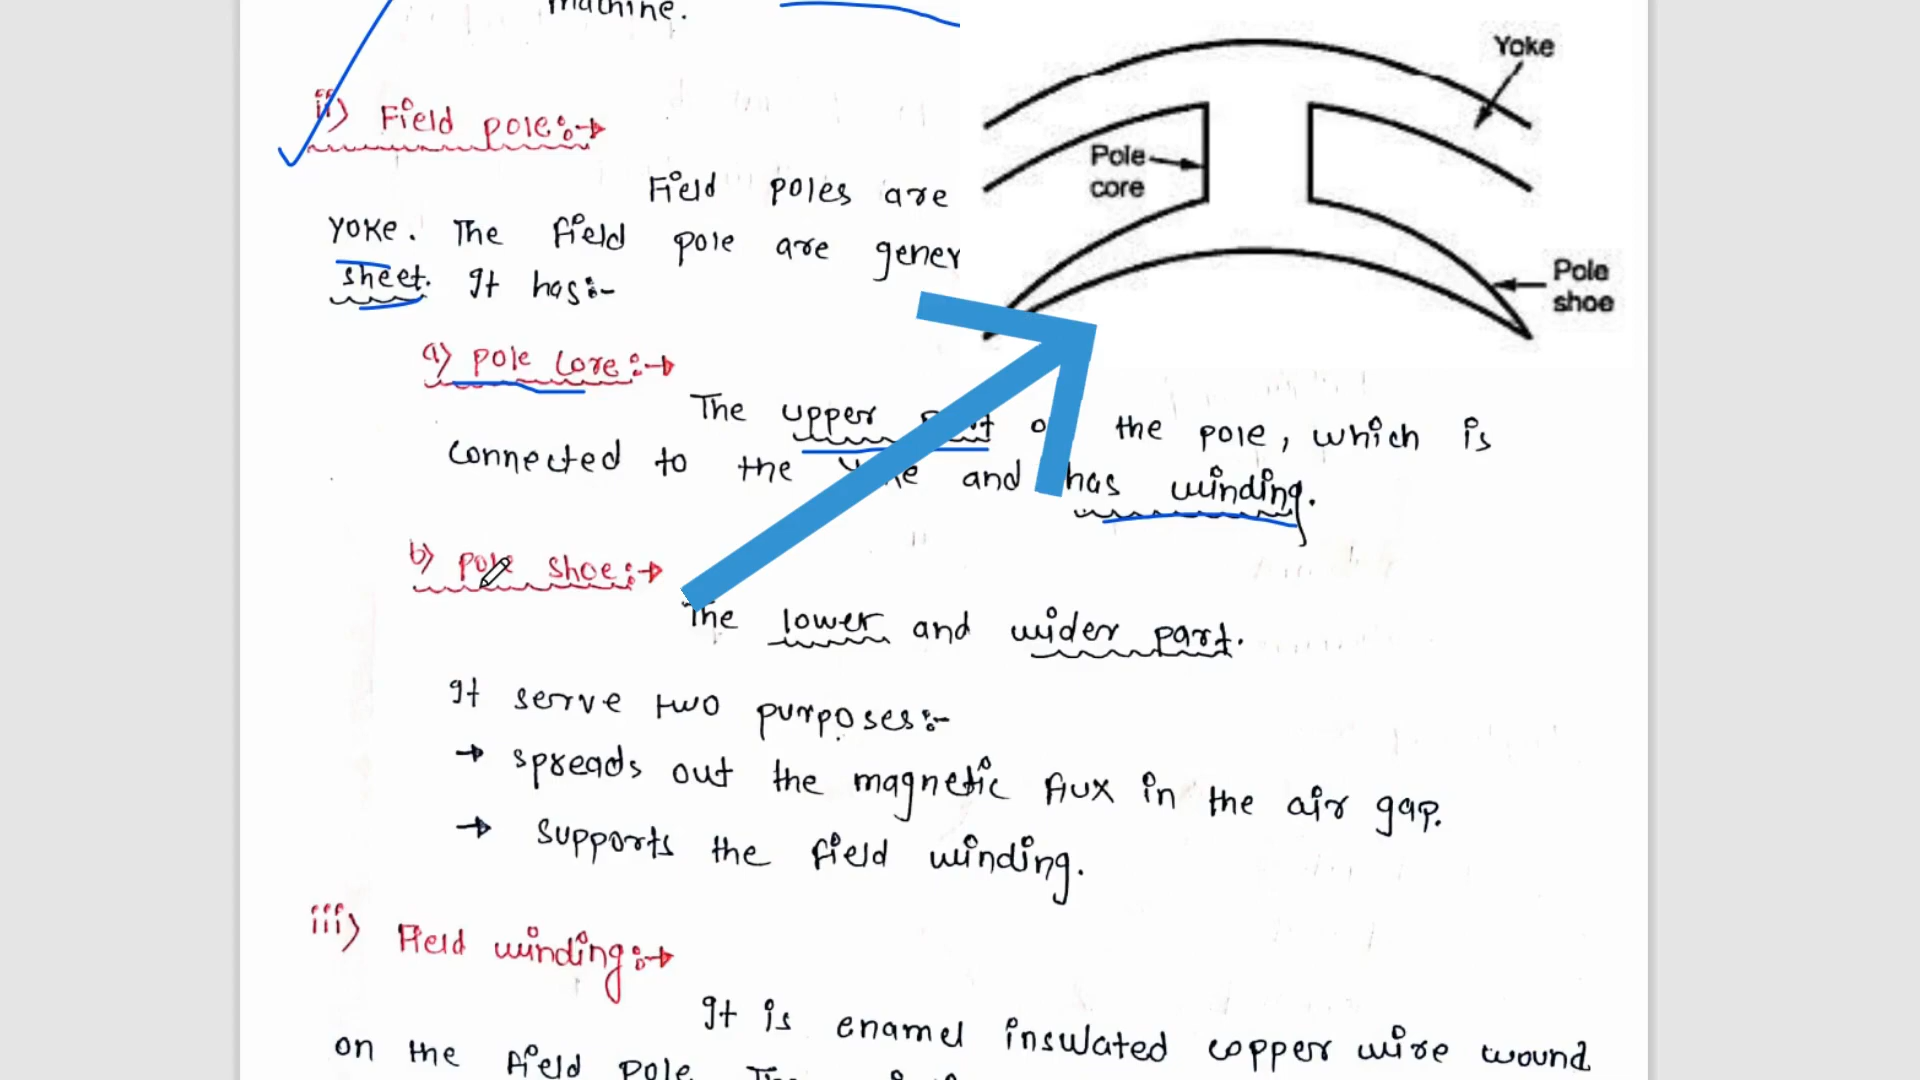 machine.
ii) Field pole:→
Field poles are
yoke. The field pole are gener
sheet. It has:-
a) pole core:→
The upper part of the pole, which is
connected to the yoke and has winding.
b) pole shoe:→
The lower and wider part.
It serve two purposes:-
→ spreads out the magnetic flux in the air gap.
→ supports the field winding.
iii) Field winding:→
It is enamel insulated copper wire wound
on the field pole.
Yoke
Pole
core
Pole
shoe